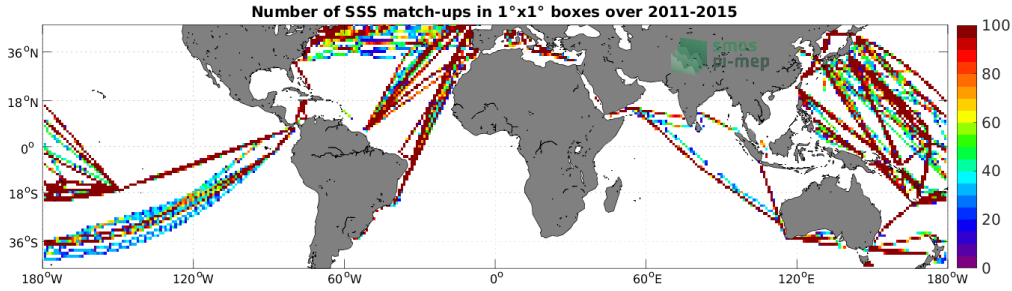 Number of SSS match-ups in 1°x1° boxes over 2011-2015
smos
pi-mep
36°N
18°N
0°
18°S
36°S
180°W 120°W 60°W 0° 60°E 120°E 180°W
100
80
60
40
20
0